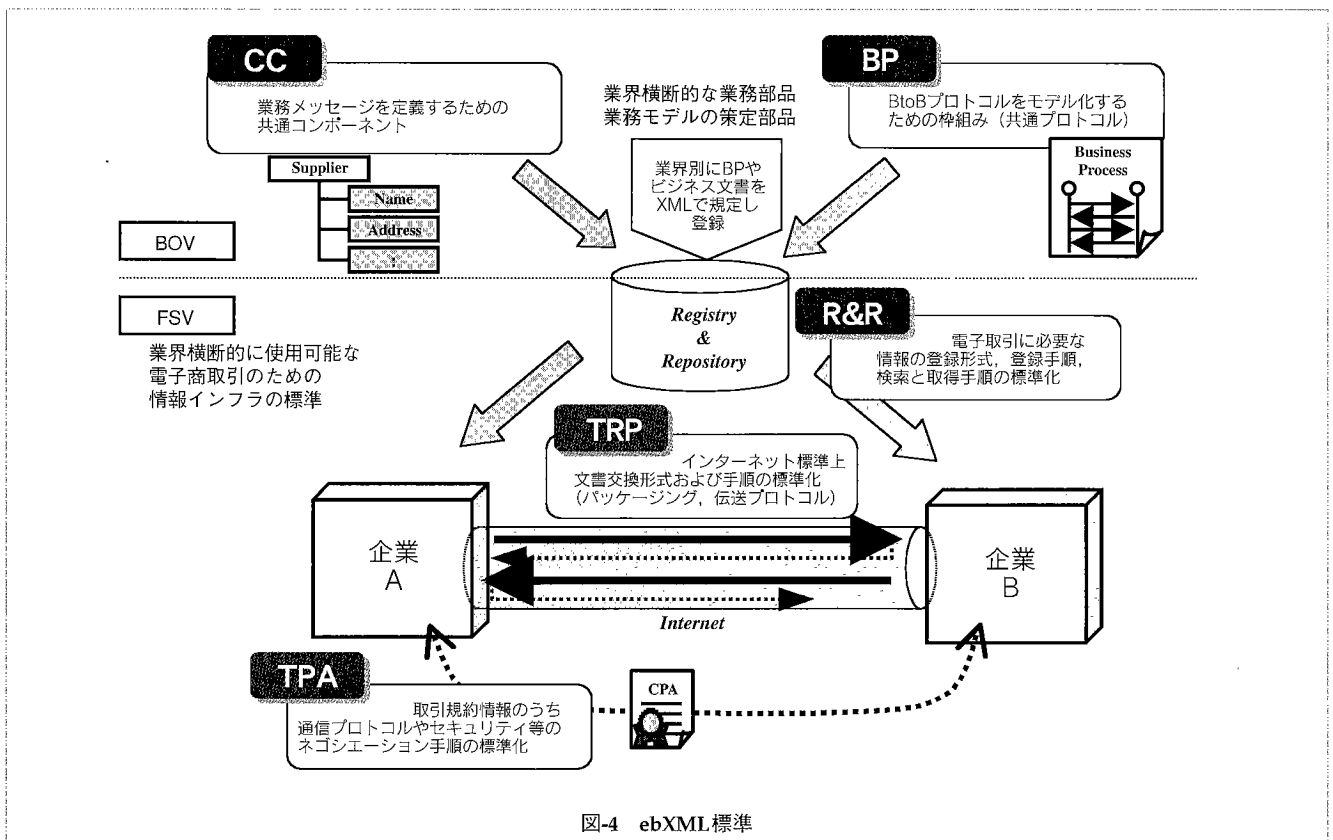 CC
業務メッセージを定義するための
共通コンポーネント
Supplier
Name
Address
:
業界横断的な業務部品
業務モデルの策定部品
業界別にBPや
ビジネス文書を
XMLで規定し
登録
BP
BtoBプロトコルをモデル化する
ための枠組み(共通プロトコル)
Business
Process
BOV
FSV
業界横断的に使用可能な
電子商取引のための
情報インフラの標準
Registry
&
Repository
R&R
電子取引に必要な
情報の登録形式,登録手順,
検索と取得手順の標準化
TRP
インターネット標準上
文書交換形式および手順の標準化
(パッケージング,伝送プロトコル)
企業
A
企業
B
Internet
TPA
取引規約情報のうち
通信プロトコルやセキュリティ等の
ネゴシエーション手順の標準化
CPA
図-4 ebXML標準